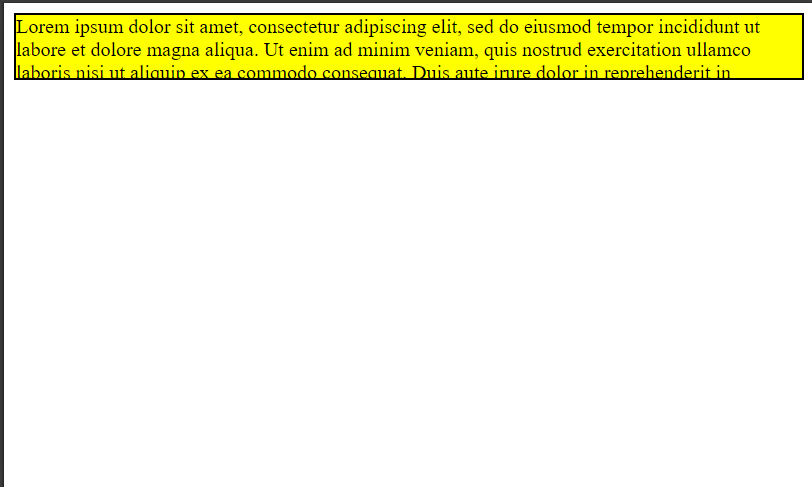 Lorem ipsum dolor sit amet, consectetur adipiscing elit, sed do eiusmod tempor incididunt ut
labore et dolore magna aliqua. Ut enim ad minim veniam, quis nostrud exercitation ullamco
laboris nisi ut aliquip ex ea commodo consequat. Duis aute irure dolor in reprehenderit in